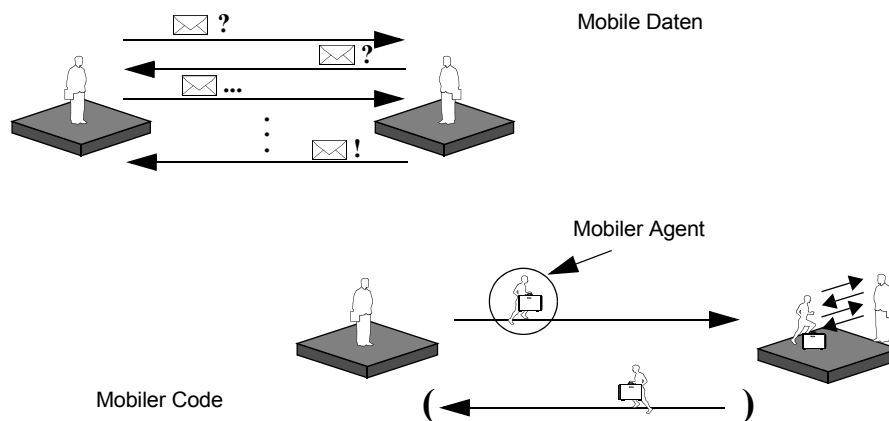 Mobile Daten
?
?
...
!
Mobiler Agent
Mobiler Code
( )